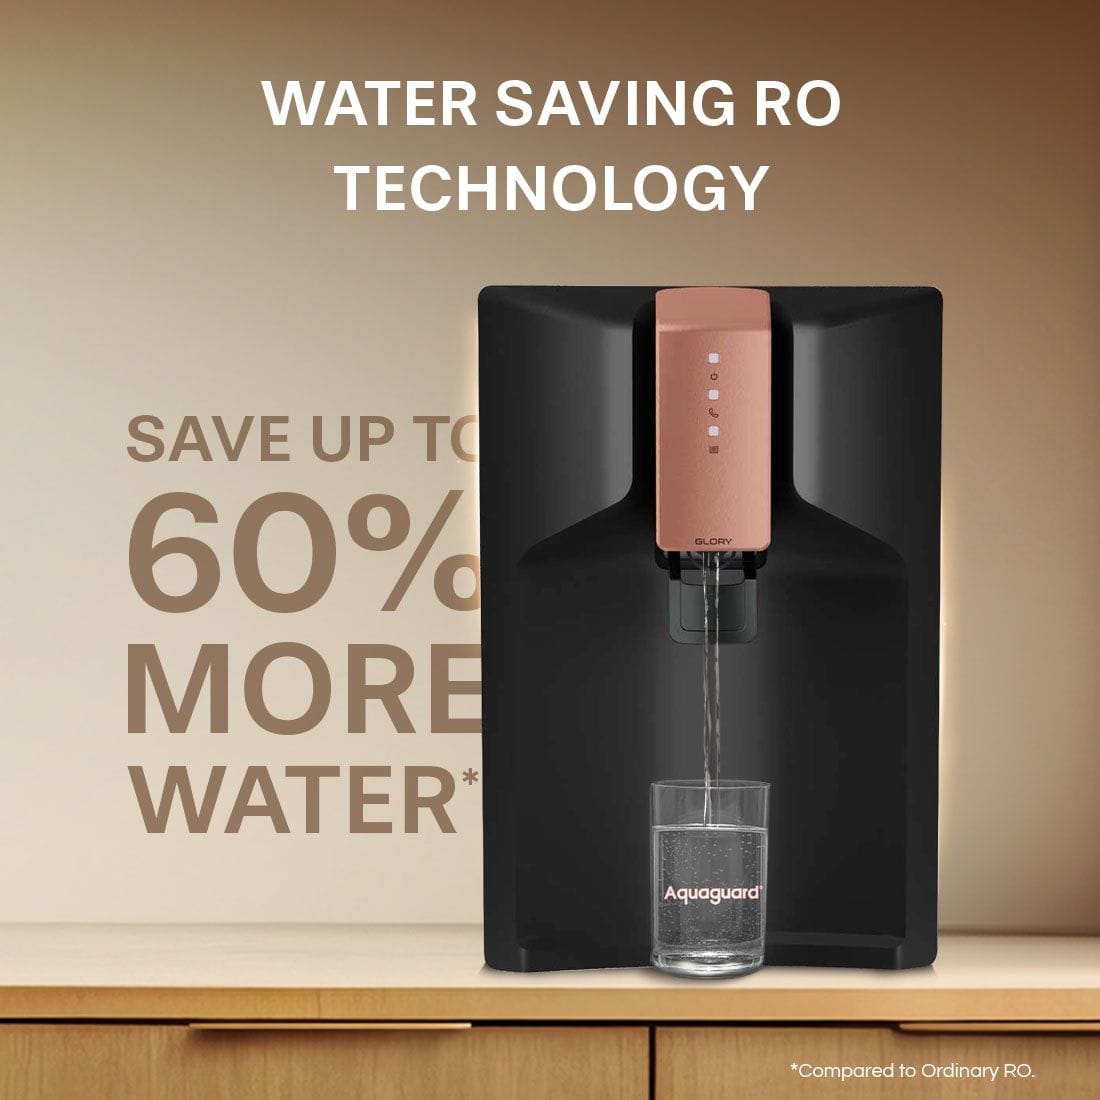 WATER SAVING RO
TECHNOLOGY
SAVE UP TO
60%
MORE
WATER*
GLORY
Aquaguard
*Compared to Ordinary RO.